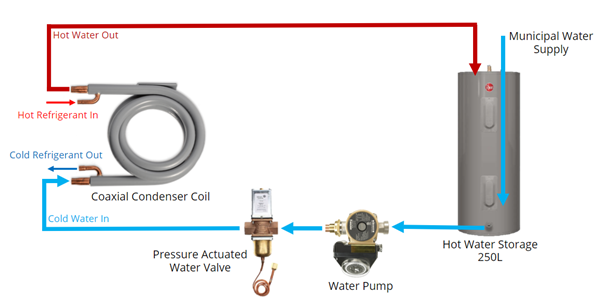 Hot Water Out
Municipal Water
Supply
Hot Refrigerant In
Cold Refrigerant Out
Coaxial Condenser Coil
Cold Water In
Pressure Actuated
Water Valve
Water Pump
Hot Water Storage
250L